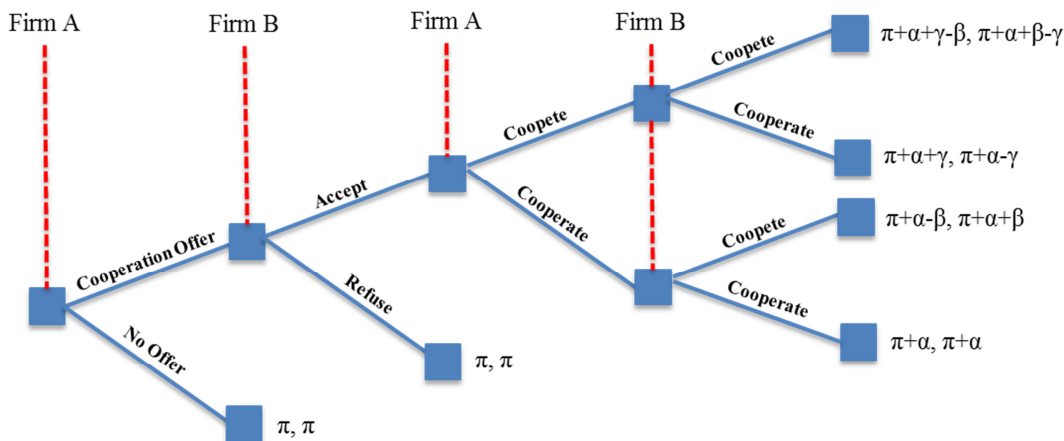 Firm A
Firm B
Firm A
Firm B
Coopete
π+α+γ-β, π+α+β-γ
Coopete
Cooperate
π+α+γ, π+α-γ
Accept
Cooperate
Coopete
π+α-β, π+α+β
Cooperation Offer
Refuse
Cooperate
π+α, π+α
No Offer
π, π
π, π